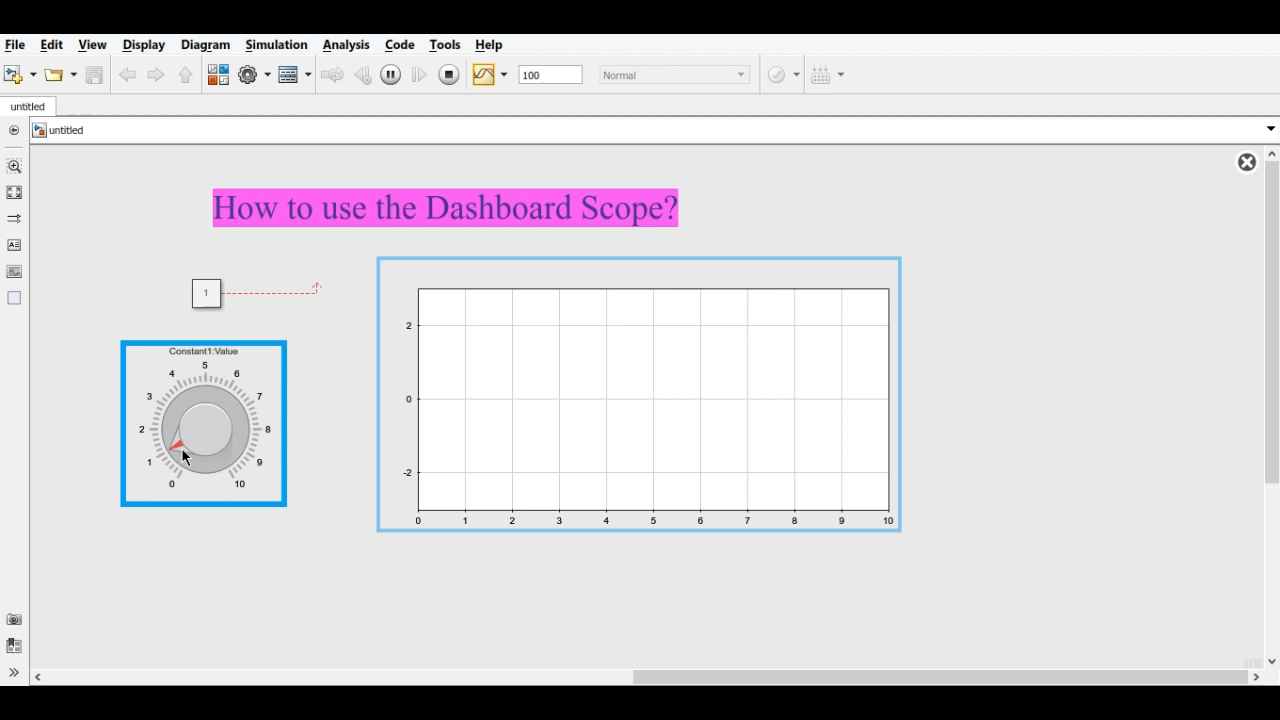 File Edit View Display Diagram Simulation Analysis Code Tools Help
100 Normal
untitled
untitled
How to use the Dashboard Scope?
1
Constant1:Value
0 1 2 3 4 5 6 7 8 9 10
2
0
-2
0 1 2 3 4 5 6 7 8 9 10